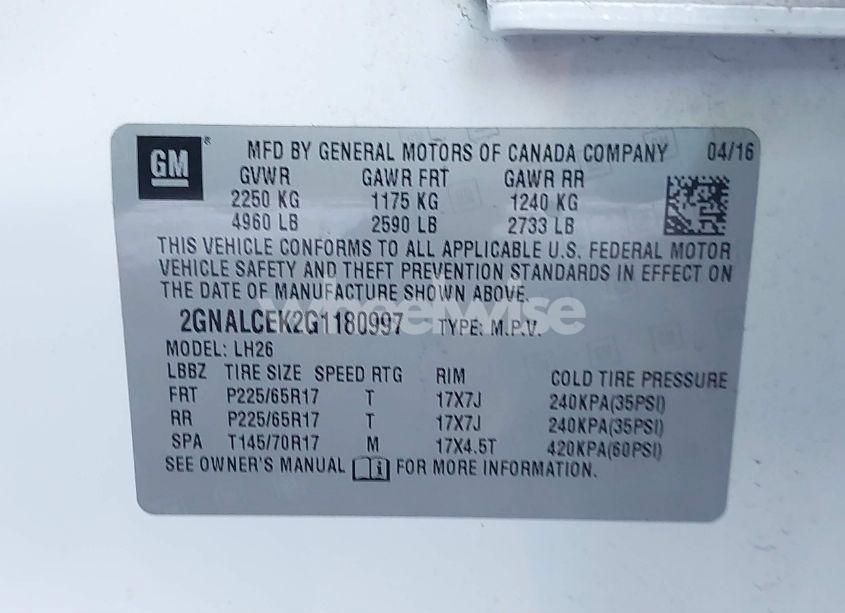 GM ® MFD BY GENERAL MOTORS OF CANADA COMPANY 04/16
GVWR GAWR FRT GAWR RR
2250 KG 1175 KG 1240 KG
4960 LB 2590 LB 2733 LB
THIS VEHICLE CONFORMS TO ALL APPLICABLE U.S. FEDERAL MOTOR
VEHICLE SAFETY AND THEFT PREVENTION STANDARDS IN EFFECT ON
THE DATE OF MANUFACTURE SHOWN ABOVE.
wheelwise
2GNALCEK2G1180997 TYPE: M.P.V.
MODEL: LH26
LBBZ TIRE SIZE SPEED RTG RIM COLD TIRE PRESSURE
FRT P225/65R17 T 17X7J 240KPA(35PSI)
RR P225/65R17 T 17X7J 240KPA(35PSI)
SPA T145/70R17 M 17X4.5T 420KPA(60PSI)
SEE OWNER'S MANUAL i FOR MORE INFORMATION.